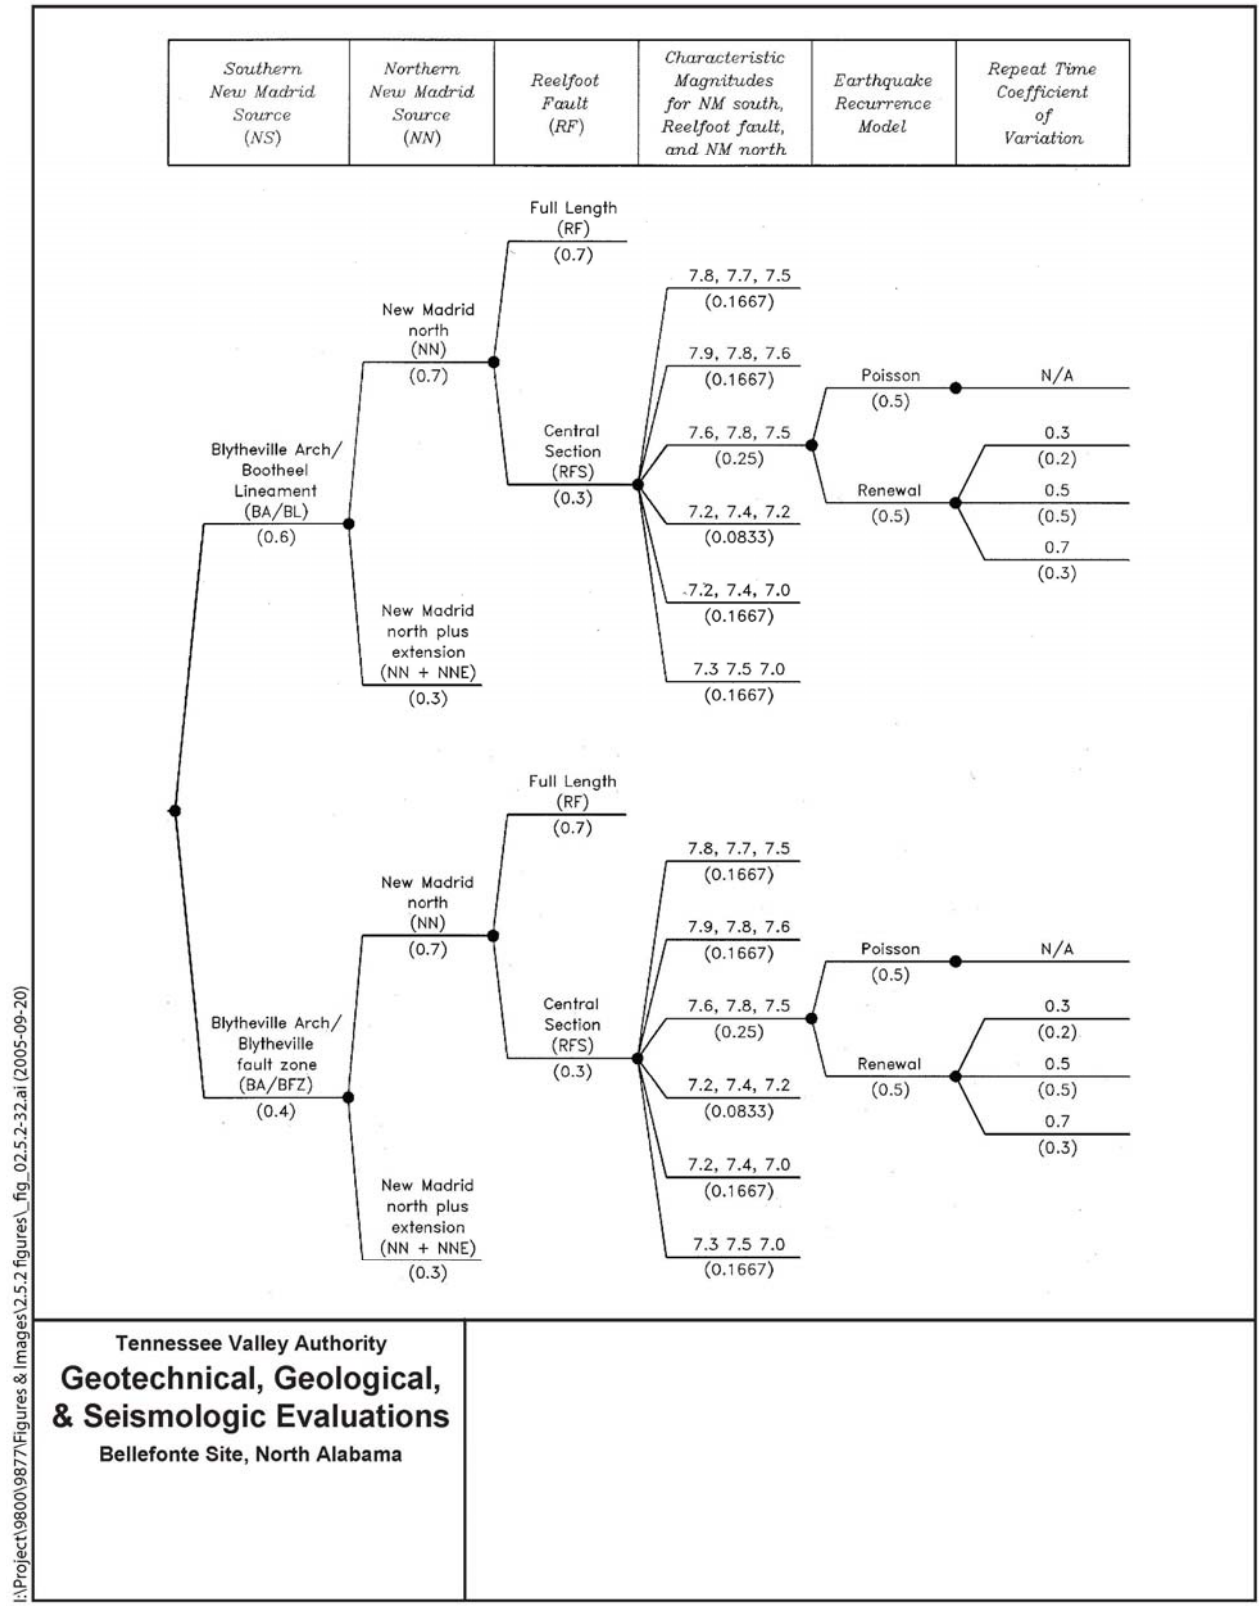 Southern
New Madrid
Source
(NS)
Northern
New Madrid
Source
(NN)
Reelfoot
Fault
(RF)
Characteristic
Magnitudes
for NM south,
Reelfoot fault,
and NM north
Earthquake
Recurrence
Model
Repeat Time
Coefficient
of
Variation
Full Length
(RF)
(0.7)
7.8, 7.7, 7.5
(0.1667)
New Madrid
north
(NN)
(0.7)
7.9, 7.8, 7.6
(0.1667)
Poisson
(0.5)
N/A
Central
Section
(RFS)
(0.3)
7.6, 7.8, 7.5
(0.25)
0.3
(0.2)
Blytheville Arch/
Bootheel
Lineament
(BA/BL)
(0.6)
Renewal
(0.5)
0.5
(0.5)
7.2, 7.4, 7.2
(0.0833)
0.7
(0.3)
7.2, 7.4, 7.0
(0.1667)
New Madrid
north plus
extension
(NN + NNE)
(0.3)
7.3 7.5 7.0
(0.1667)
Full Length
(RF)
(0.7)
7.8, 7.7, 7.5
(0.1667)
New Madrid
north
(NN)
(0.7)
7.9, 7.8, 7.6
(0.1667)
Poisson
(0.5)
N/A
Central
Section
(RFS)
(0.3)
7.6, 7.8, 7.5
(0.25)
0.3
(0.2)
Blytheville Arch/
Blytheville
fault zone
(BA/BFZ)
(0.4)
Renewal
(0.5)
0.5
(0.5)
7.2, 7.4, 7.2
(0.0833)
0.7
(0.3)
7.2, 7.4, 7.0
(0.1667)
New Madrid
north plus
extension
(NN + NNE)
(0.3)
7.3 7.5 7.0
(0.1667)
I:\Project\9800\9877\Figures & Images\2.5.2 figures\_fig_02.5.2-32.ai (2005-09-20)
Tennessee Valley Authority
Geotechnical, Geological,
& Seismologic Evaluations
Bellefonte Site, North Alabama